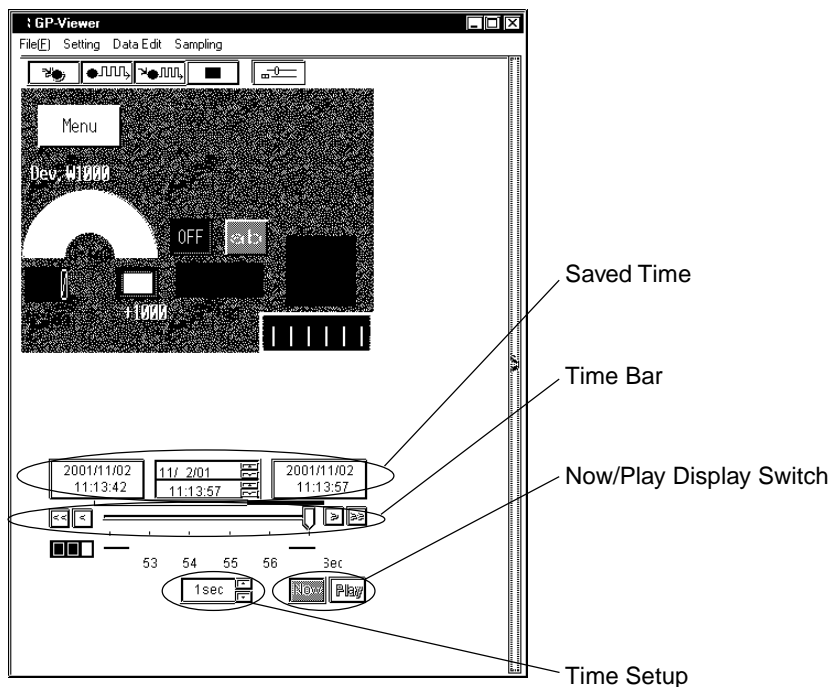 GP-Viewer
File(F) Setting Data Edit Sampling
Menu
Dev, W1000
OFF ab
0
+1000
Saved Time
Time Bar
Now/Play Display Switch
2001/11/02 11/ 2/01 2001/11/02
11:13:42 11:13:57 11:13:57
<< < > >>
53 54 55 56 Sec
1sec Now Play
Time Setup